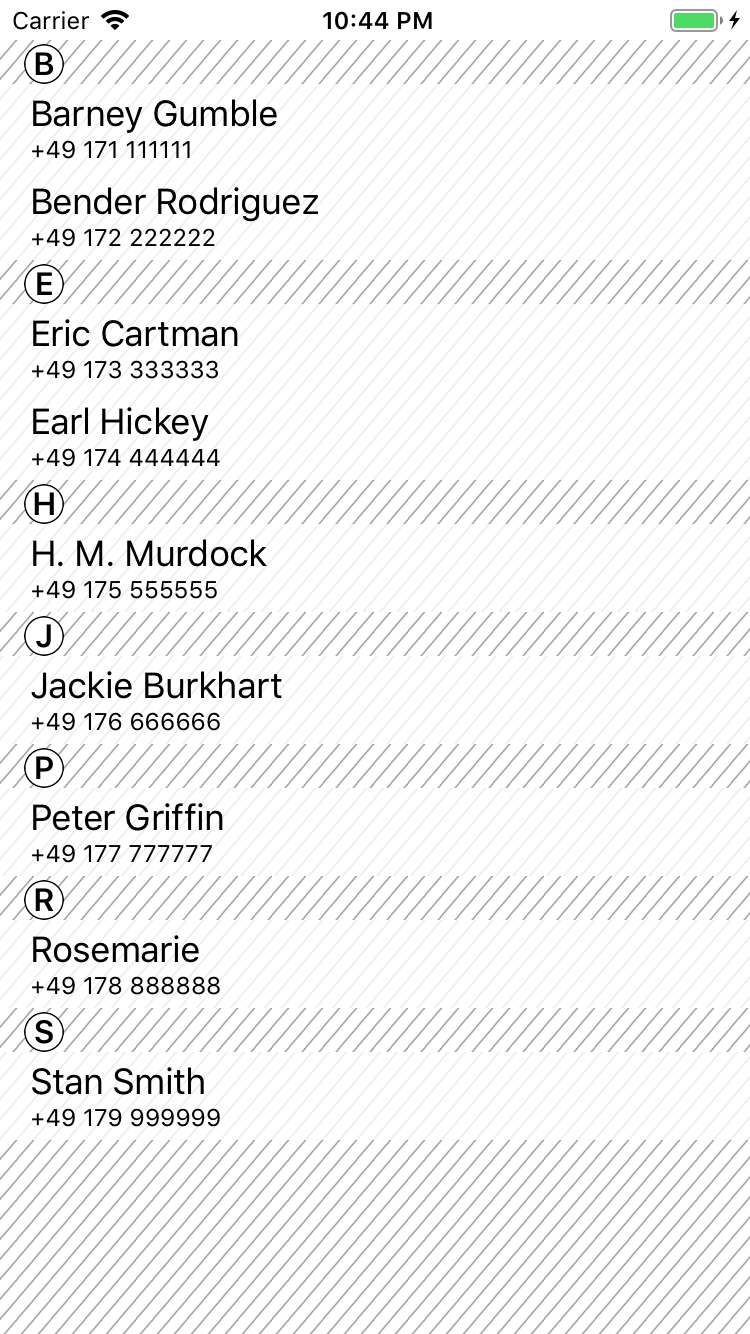 Carrier 10:44 PM
B
Barney Gumble
+49 171 111111
Bender Rodriguez
+49 172 222222
E
Eric Cartman
+49 173 333333
Earl Hickey
+49 174 444444
H
H. M. Murdock
+49 175 555555
J
Jackie Burkhart
+49 176 666666
P
Peter Griffin
+49 177 777777
R
Rosemarie
+49 178 888888
S
Stan Smith
+49 179 999999